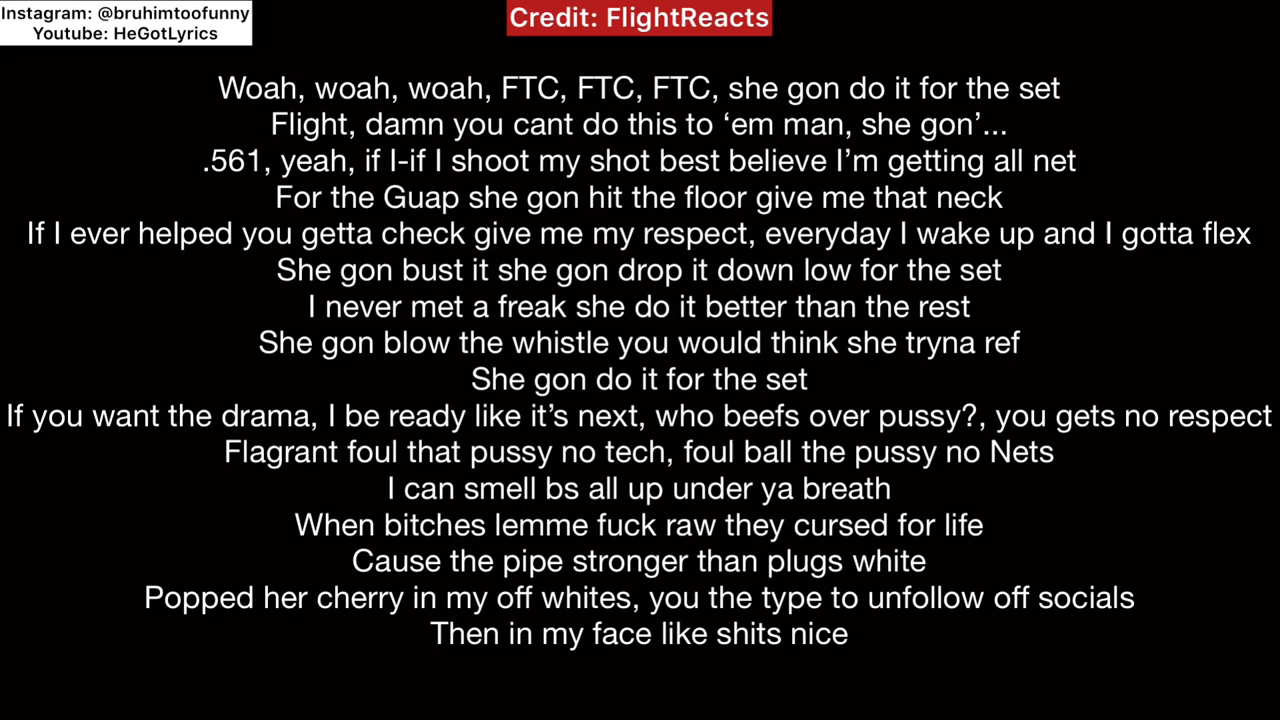 Instagram: @bruhimtoofunny
Youtube: HeGotLyrics
Credit: FlightReacts
Woah, woah, woah, FTC, FTC, FTC, she gon do it for the set
Flight, damn you cant do this to ‘em man, she gon’...
.561, yeah, if I-if I shoot my shot best believe I’m getting all net
For the Guap she gon hit the floor give me that neck
If I ever helped you getta check give me my respect, everyday I wake up and I gotta flex
She gon bust it she gon drop it down low for the set
I never met a freak she do it better than the rest
She gon blow the whistle you would think she tryna ref
She gon do it for the set
If you want the drama, I be ready like it’s next, who beefs over pussy?, you gets no respect
Flagrant foul that pussy no tech, foul ball the pussy no Nets
I can smell bs all up under ya breath
When bitches lemme fuck raw they cursed for life
Cause the pipe stronger than plugs white
Popped her cherry in my off whites, you the type to unfollow off socials
Then in my face like shits nice